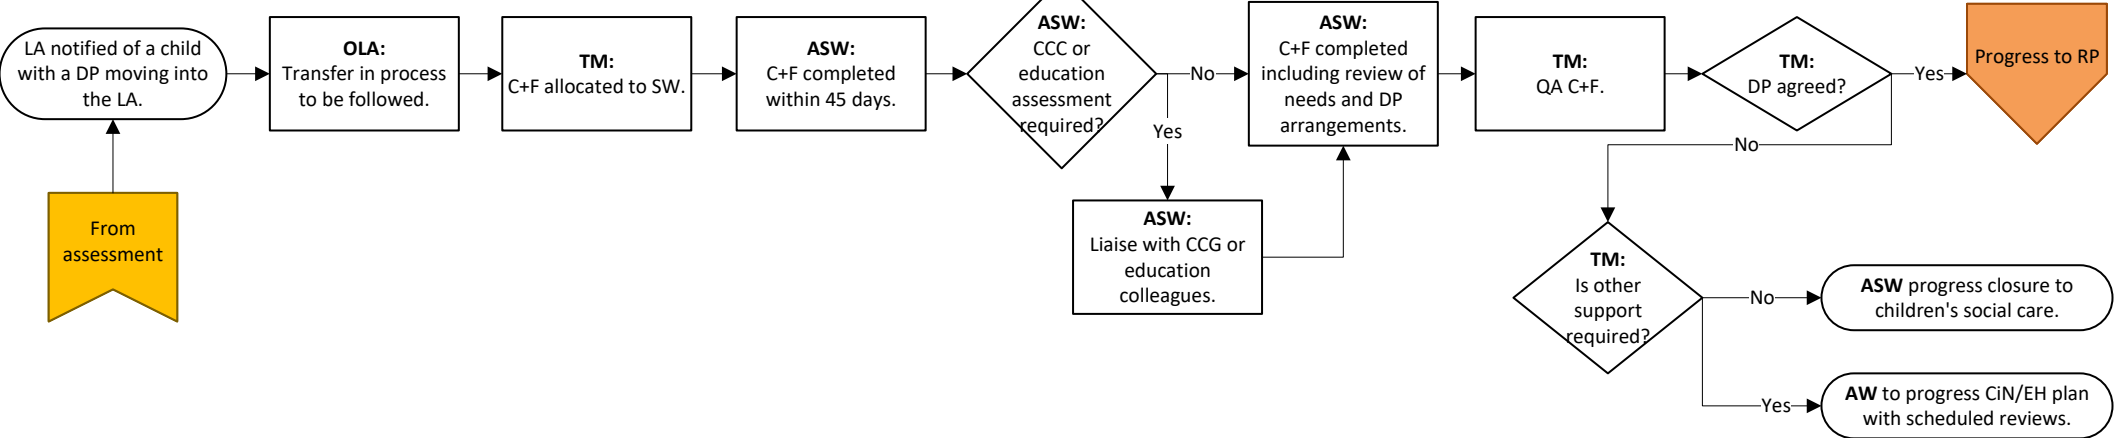 LA notified of a child
with a DP moving into
the LA.
From
assessment
OLA:
Transfer in process
to be followed.
TM:
C+F allocated to SW.
ASW:
C+F completed
within 45 days.
ASW:
CCC or
education
assessment
required?
No
Yes
ASW:
Liaise with CCG or
education
colleagues.
ASW:
C+F completed
including review of
needs and DP
arrangements.
TM:
QA C+F.
TM:
DP agreed?
Yes
Progress to RP
No
TM:
Is other
support
required?
No
ASW progress closure to
children's social care.
Yes
AW to progress CiN/EH plan
with scheduled reviews.